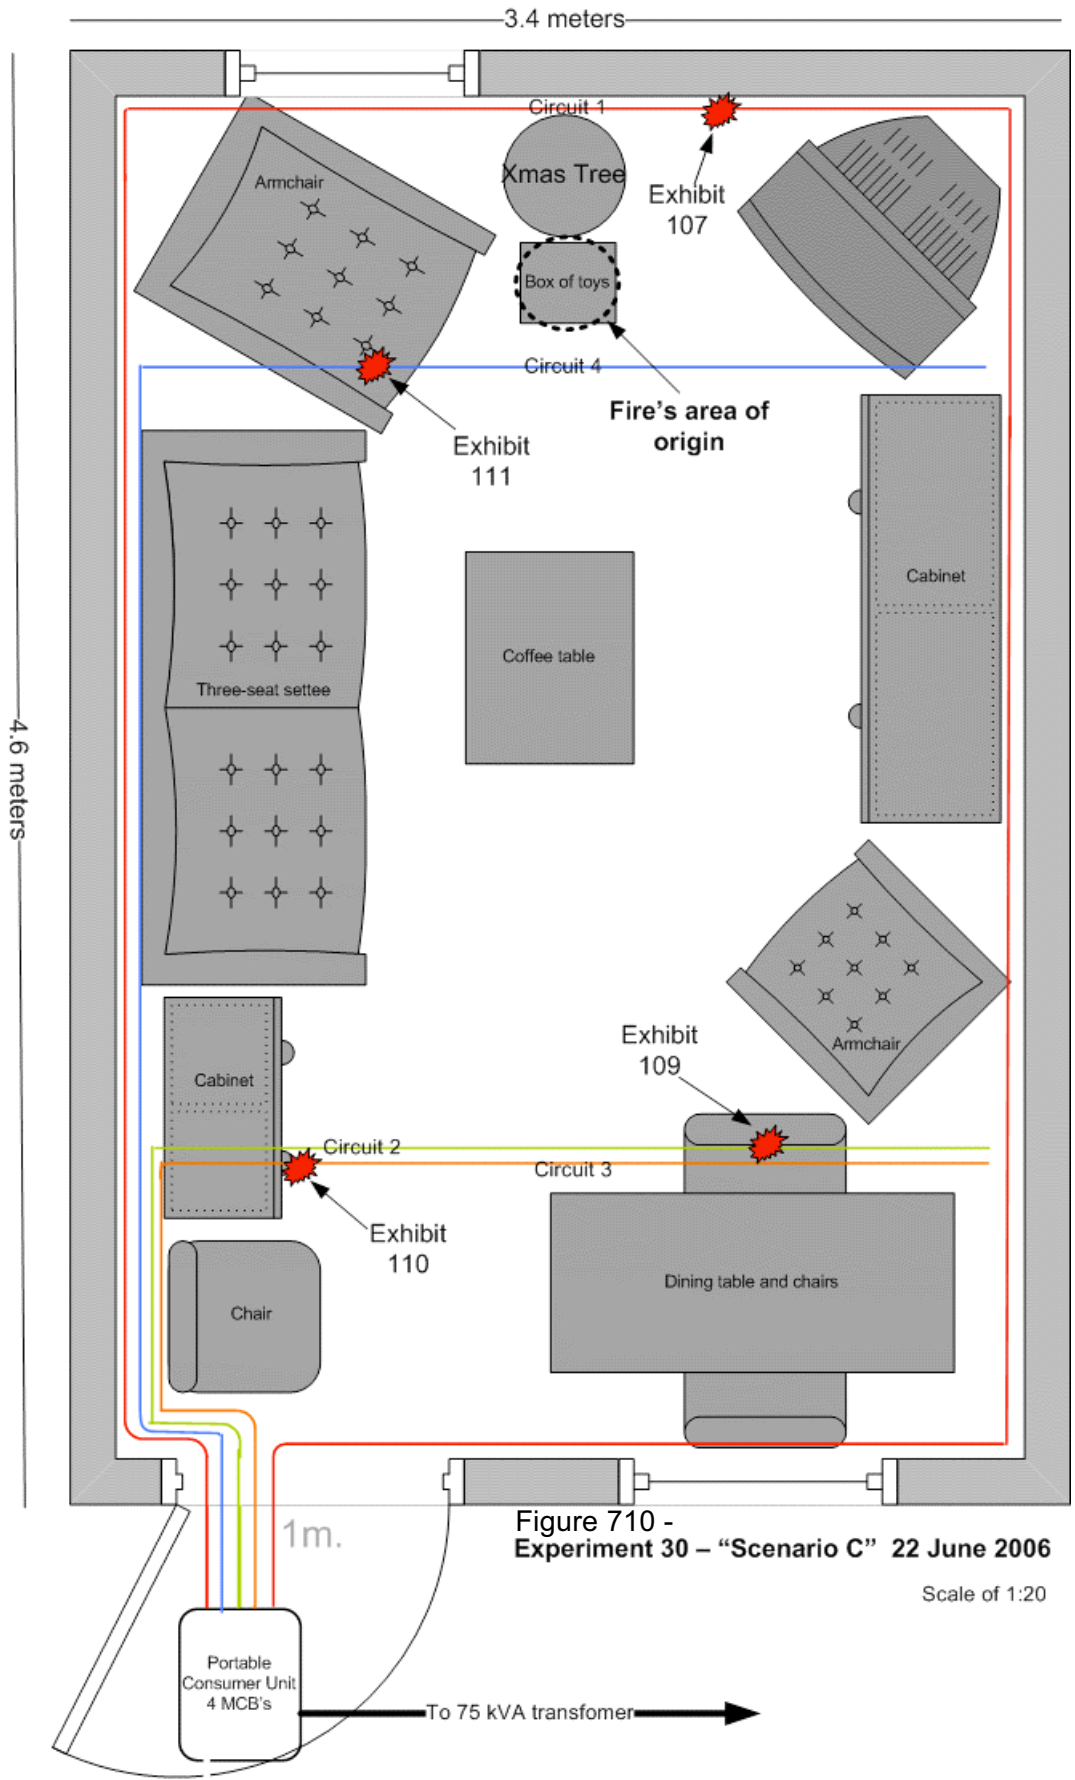 3.4 meters
Circuit 1
Armchair
Xmas Tree
Exhibit
107
Box of toys
Circuit 4
Fire's area of
origin
Exhibit
111
Cabinet
Coffee table
Three-seat settee
4.6 meters
Exhibit
109
Armchair
Cabinet
Circuit 2
Circuit 3
Exhibit
110
Dining table and chairs
Chair
1m.
Figure 710 -
Experiment 30 – “Scenario C” 22 June 2006
Scale of 1:20
Portable
Consumer Unit
4 MCB's
To 75 kVA transfomer